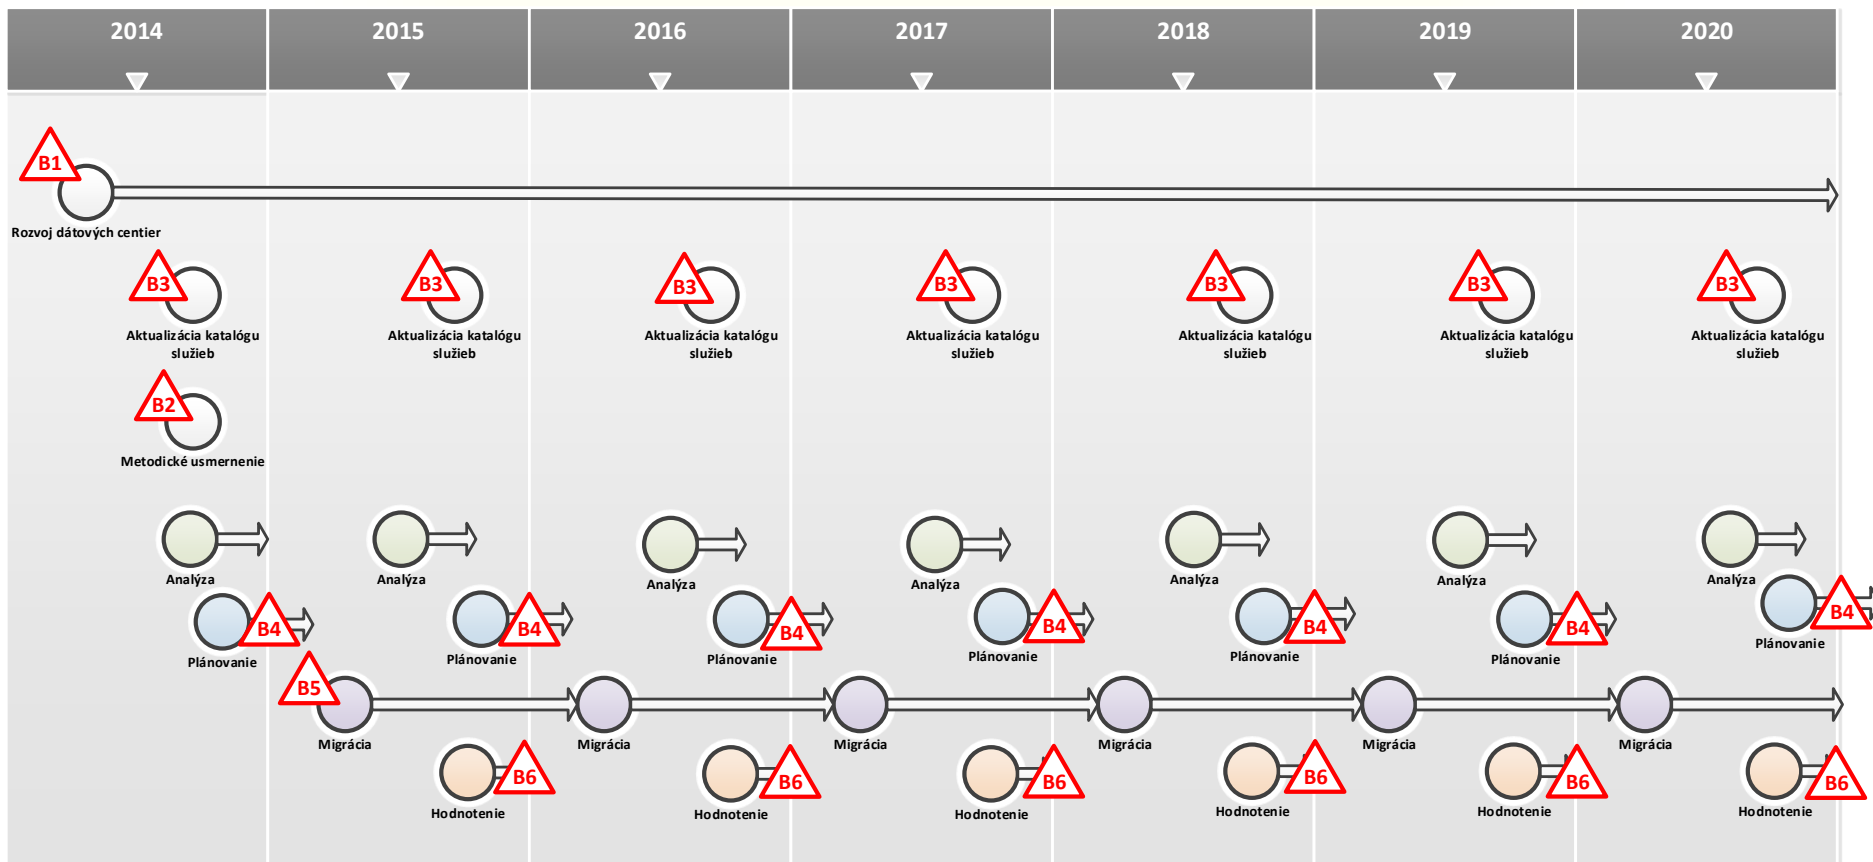 2014 2015 2016 2017 2018 2019 2020
B1
Rozvoj dátových centier
B3 B3 B3 B3 B3 B3 B3
Aktualizácia katalógu Aktualizácia katalógu Aktualizácia katalógu Aktualizácia katalógu Aktualizácia katalógu Aktualizácia katalógu Aktualizácia katalógu
služieb služieb služieb služieb služieb služieb služieb
B2
Metodické usmernenie
Analýza Analýza Analýza Analýza Analýza Analýza Analýza
B4 B4 B4 B4 B4 B4 B4
Plánovanie Plánovanie Plánovanie Plánovanie Plánovanie Plánovanie Plánovanie
B5
Migrácia Migrácia Migrácia Migrácia Migrácia Migrácia
B6 B6 B6 B6 B6 B6
Hodnotenie Hodnotenie Hodnotenie Hodnotenie Hodnotenie Hodnotenie